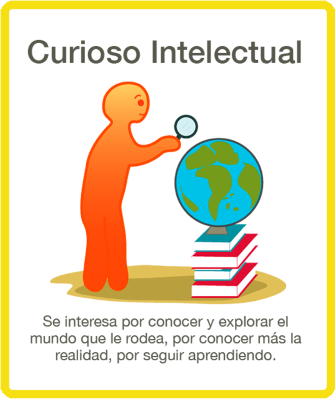 Curioso Intelectual
Se interesa por conocer y explorar el
mundo que le rodea, por conocer más la
realidad, por seguir aprendiendo.